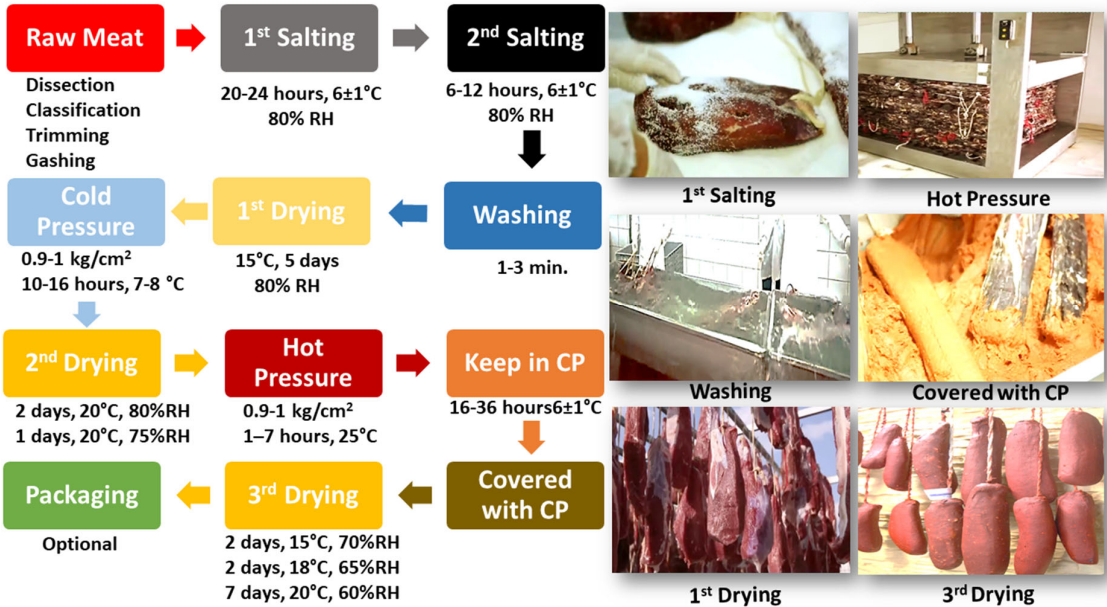 Raw Meat
1st Salting
2nd Salting
Dissection
Classification
Trimming
Gashing
20-24 hours, 6±1°C
80% RH
6-12 hours, 6±1°C
80% RH
Cold
Pressure
1st Drying
Washing
0.9-1 kg/cm²
10-16 hours, 7-8 °C
15°C, 5 days
80% RH
1-3 min.
2nd Drying
Hot
Pressure
Keep in CP
2 days, 20°C, 80%RH
1 days, 20°C, 75%RH
0.9-1 kg/cm²
1–7 hours, 25°C
16-36 hours6±1°C
Packaging
3rd Drying
Covered
with CP
Optional
2 days, 15°C, 70%RH
2 days, 18°C, 65%RH
7 days, 20°C, 60%RH
1st Salting
Hot Pressure
Washing
Covered with CP
1st Drying
3rd Drying